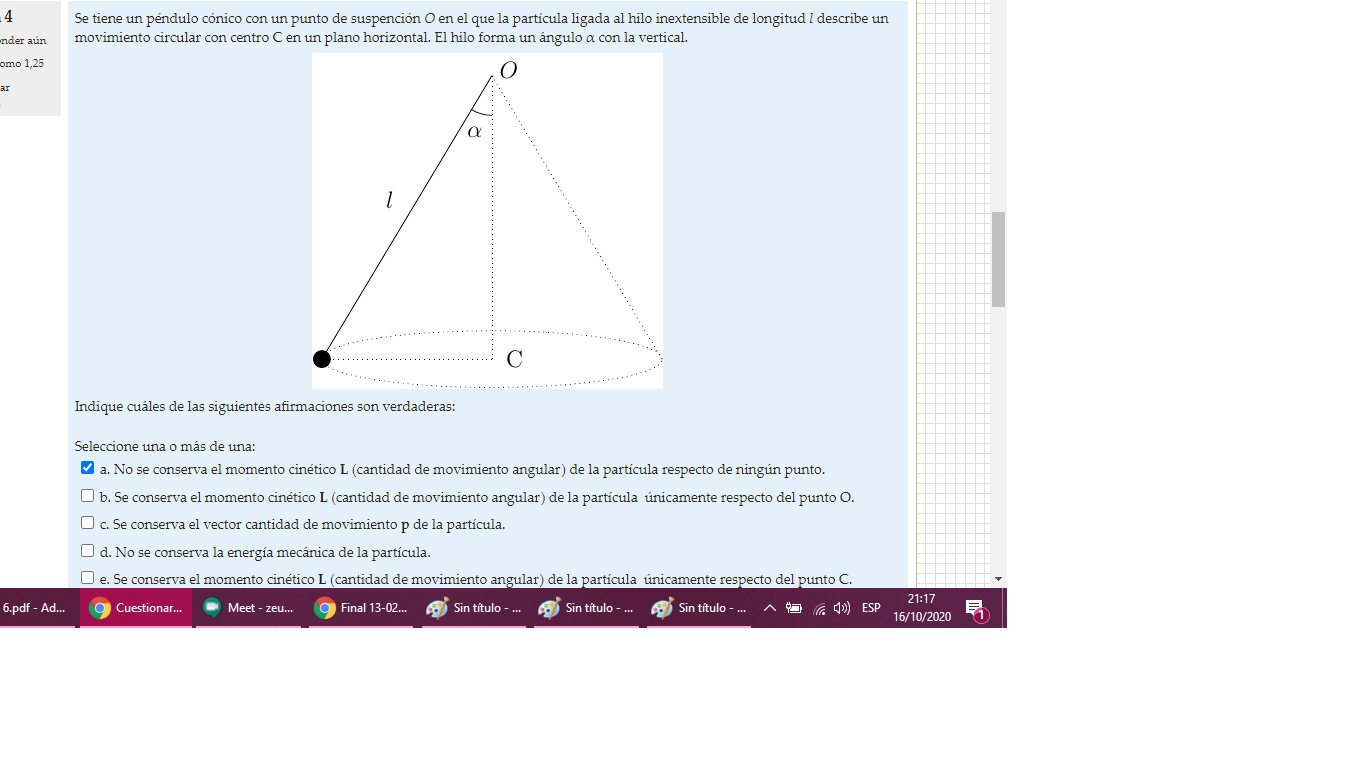 4
nder aún
omo 1,25
ar
Se tiene un péndulo cónico con un punto de suspención O en el que la partícula ligada al hilo inextensible de longitud l describe un
movimiento circular con centro C en un plano horizontal. El hilo forma un ángulo α con la vertical.
O
α
l
C
Indique cuáles de las siguientes afirmaciones son verdaderas:
Seleccione una o más de una:
a. No se conserva el momento cinético L (cantidad de movimiento angular) de la partícula respecto de ningún punto.
b. Se conserva el momento cinético L (cantidad de movimiento angular) de la partícula únicamente respecto del punto O.
c. Se conserva el vector cantidad de movimiento p de la partícula.
d. No se conserva la energía mecánica de la partícula.
e. Se conserva el momento cinético L (cantidad de movimiento angular) de la partícula únicamente respecto del punto C.
6.pdf - Ad... Cuestionar... Meet - zeu... Final 13-02... Sin título - ... Sin título - ... Sin título - ... ESP 21:17
16/10/2020 1